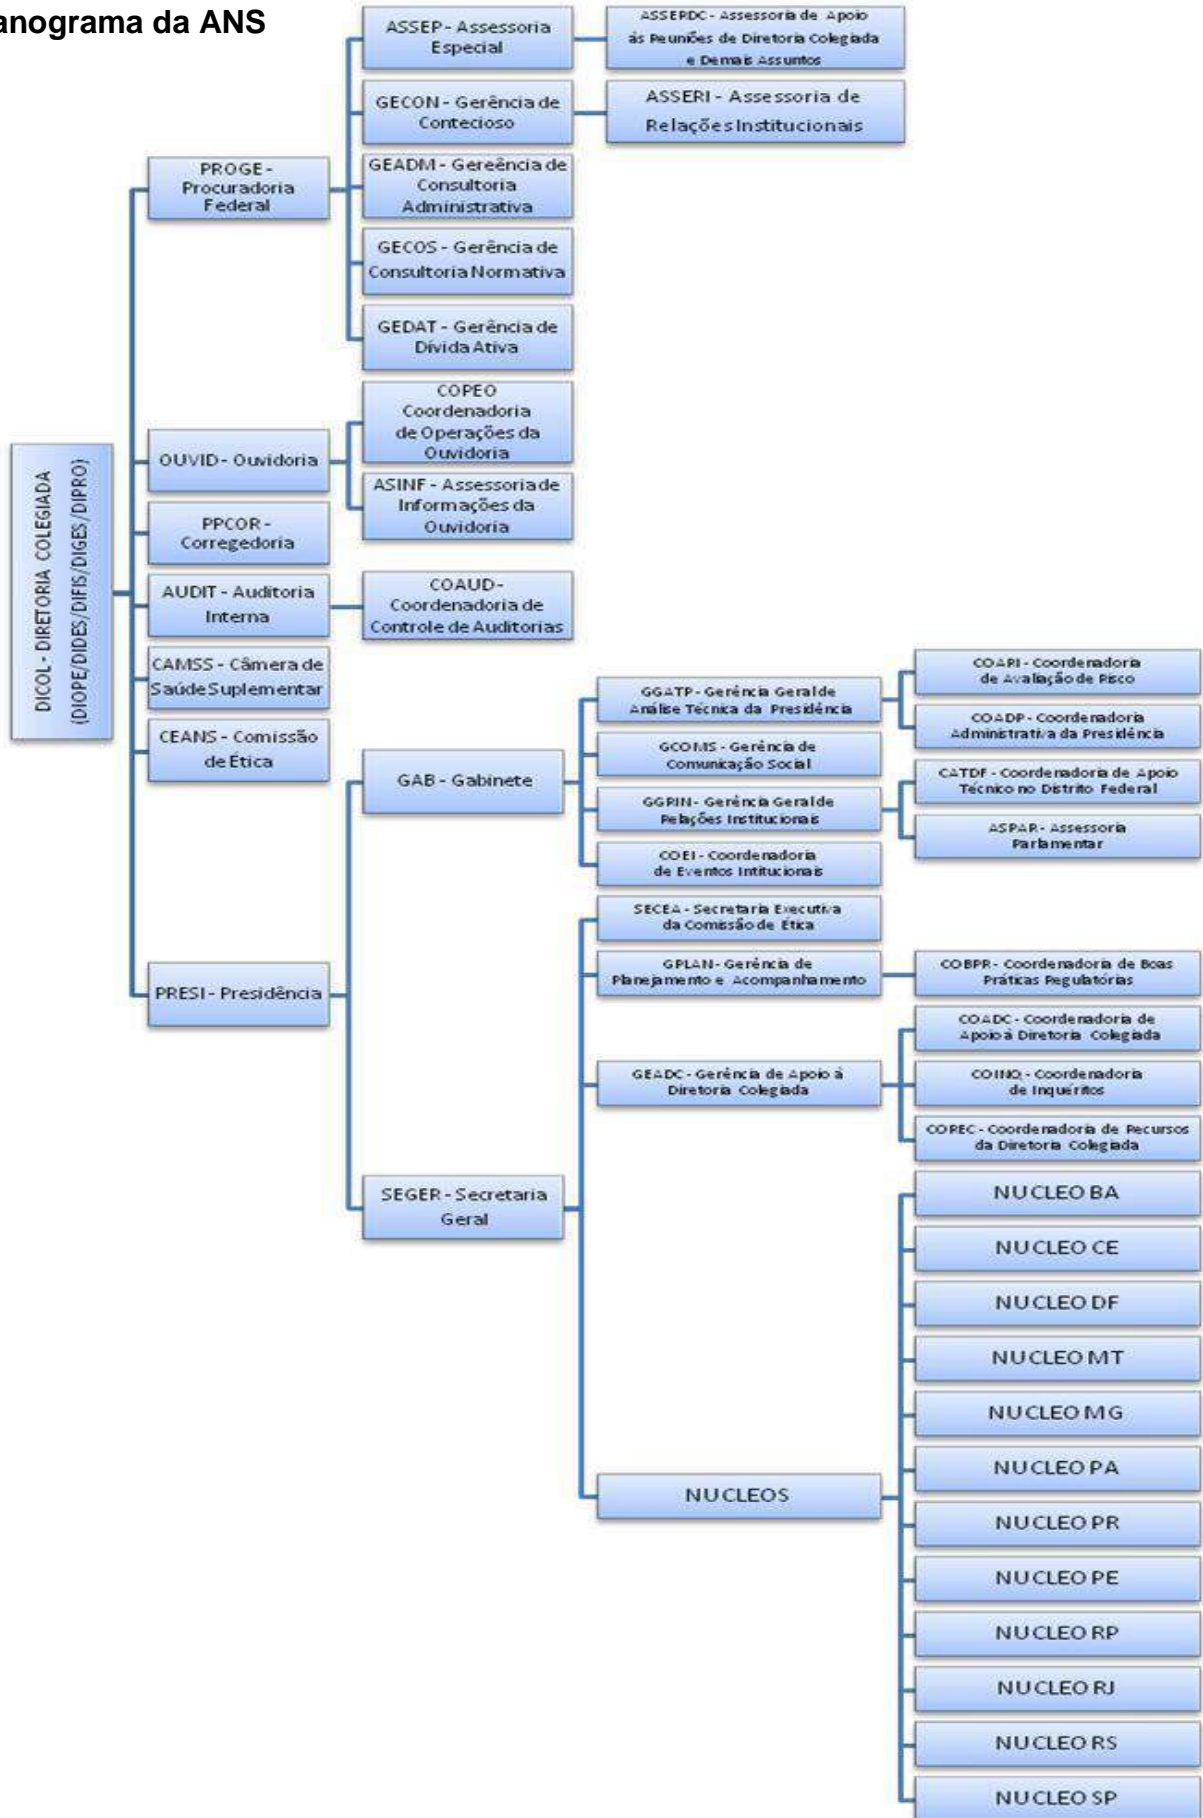 anograma da ANS
ASSEP - Assessoria
Especial
ASSERDC - Assessoria de Apoio
ás Reuniões de Diretoria Colegiada
e Demais Assuntos
GECON - Gerência de
Contecioso
ASSERI - Assessoria de
Relações Institucionais
PROGE -
Procuradoria
Federal
GEADM - Gereência de
Consultoria
Administrativa
GECOS - Gerência de
Consultoria Normativa
GEDAT - Gerência de
Dívida Ativa
DICOL - DIRETORIA COLEGIADA
(DIOPE/DIDES/DIFIS/DIGES/DIPRO)
OUVID - Ouvidoria
COPEO
Coordenadoria
de Operações da
Ouvidoria
ASINF - Assessoria de
Informações da
Ouvidoria
PPCOR -
Corregedoria
AUDIT - Auditoria
Interna
COAUD -
Coordenadoria de
Controle de Auditorias
CAMSS - Câmera de
Saúde Suplementar
CEANS - Comissão
de Ética
PRESI - Presidência
GAB - Gabinete
GGATP - Gerência Geral de
Análise Técnica da Presidência
COARI - Coordenadoria
de Avaliação de Risco
COADP - Coordenadoria
Administrativa da Presidência
GCOMS - Gerência de
Comunicação Social
GGRIN - Gerência Geral de
Relações Institucionais
CATDF - Coordenadoria de Apoio
Técnico no Distrito Federal
ASPAR - Assessoria
Parlamentar
COEI - Coordenadoria
de Eventos Intitucionais
SEGER - Secretaria
Geral
SECEA - Secretaria Executiva
da Comissão de Ética
GPLAN - Gerência de
Planejamento e Acompanhamento
COBPR - Coordenadoria de Boas
Práticas Regulatórias
GEADC - Gerência de Apoio à
Diretoria Colegiada
COADC - Coordenadoria de
Apoio à Diretoria Colegiada
COINQ - Coordenadoria
de Inquéritos
COREC - Coordenadoria de Recursos
da Diretoria Colegiada
NUCLEOS
NUCLEO BA
NUCLEO CE
NUCLEO DF
NUCLEO MT
NUCLEO MG
NUCLEO PA
NUCLEO PR
NUCLEO PE
NUCLEO RP
NUCLEO RJ
NUCLEO RS
NUCLEO SP